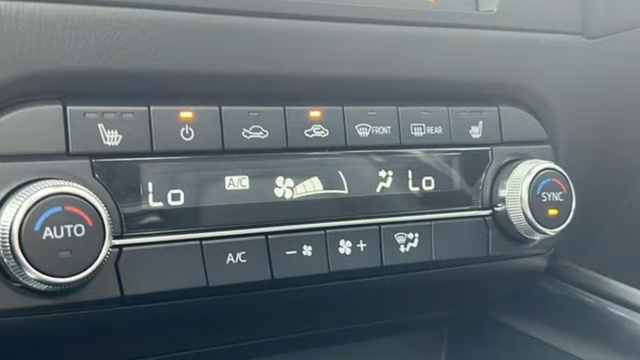 FRONT REAR
Lo A/C Lo
AUTO SYNC
A/C - +